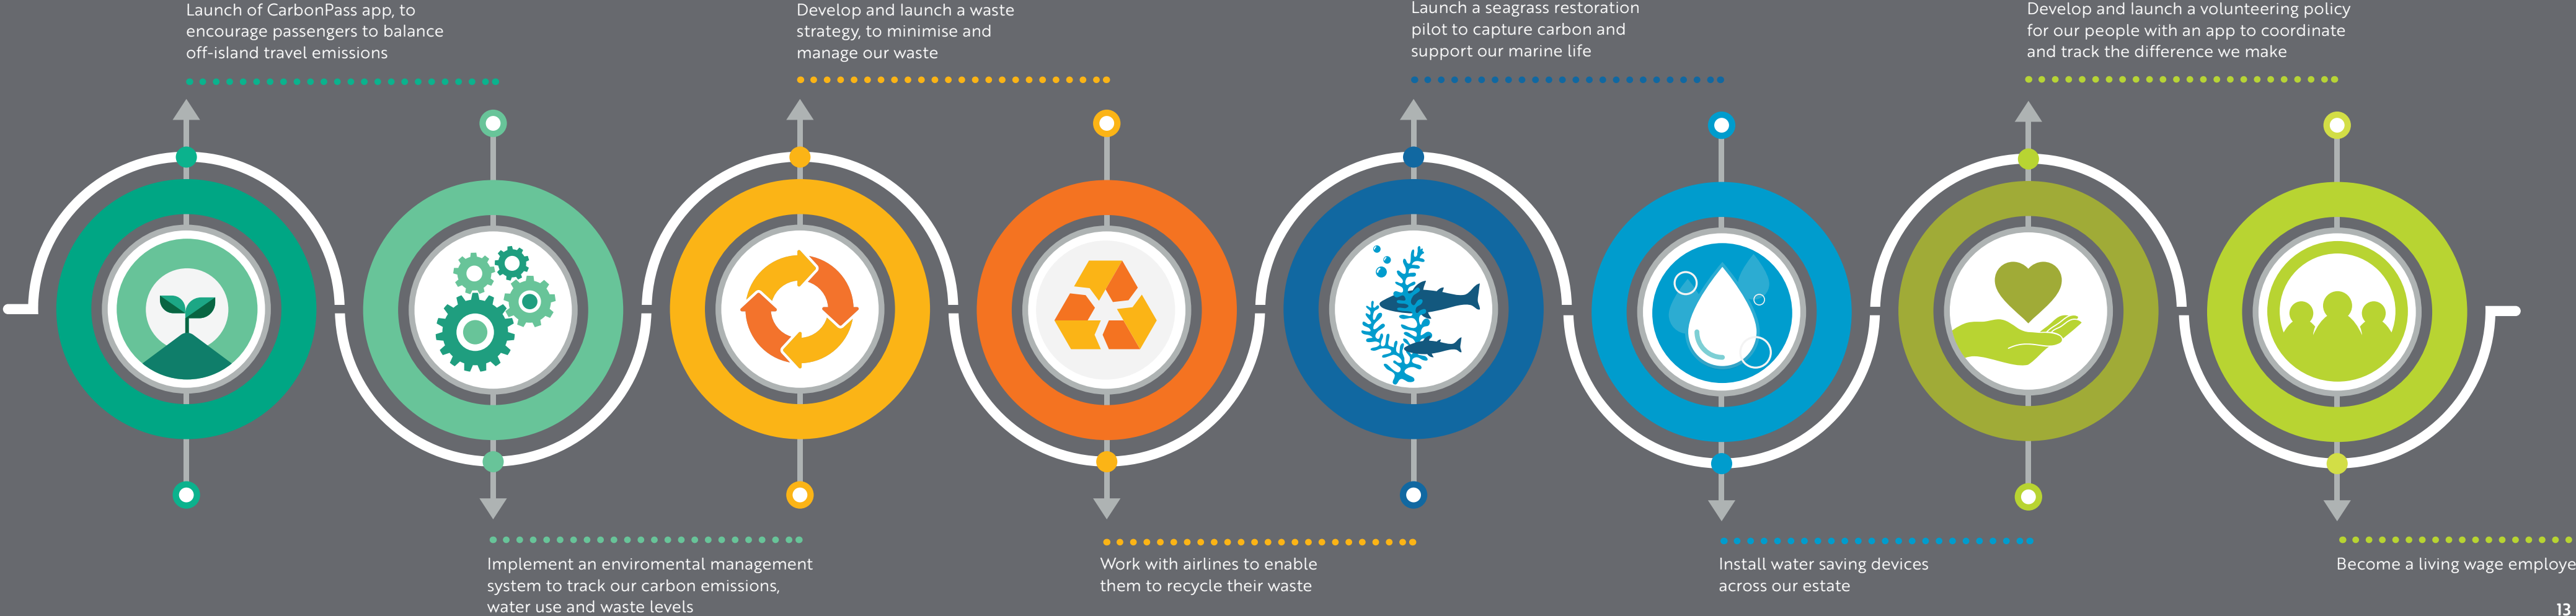 Launch of CarbonPass app, to
encourage passengers to balance
off-island travel emissions
Implement an enviromental management
system to track our carbon emissions,
water use and waste levels
Develop and launch a waste
strategy, to minimise and
manage our waste
Work with airlines to enable
them to recycle their waste
Launch a seagrass restoration
pilot to capture carbon and
support our marine life
Install water saving devices
across our estate
Develop and launch a volunteering policy
for our people with an app to coordinate
and track the difference we make
Become a living wage employe
13